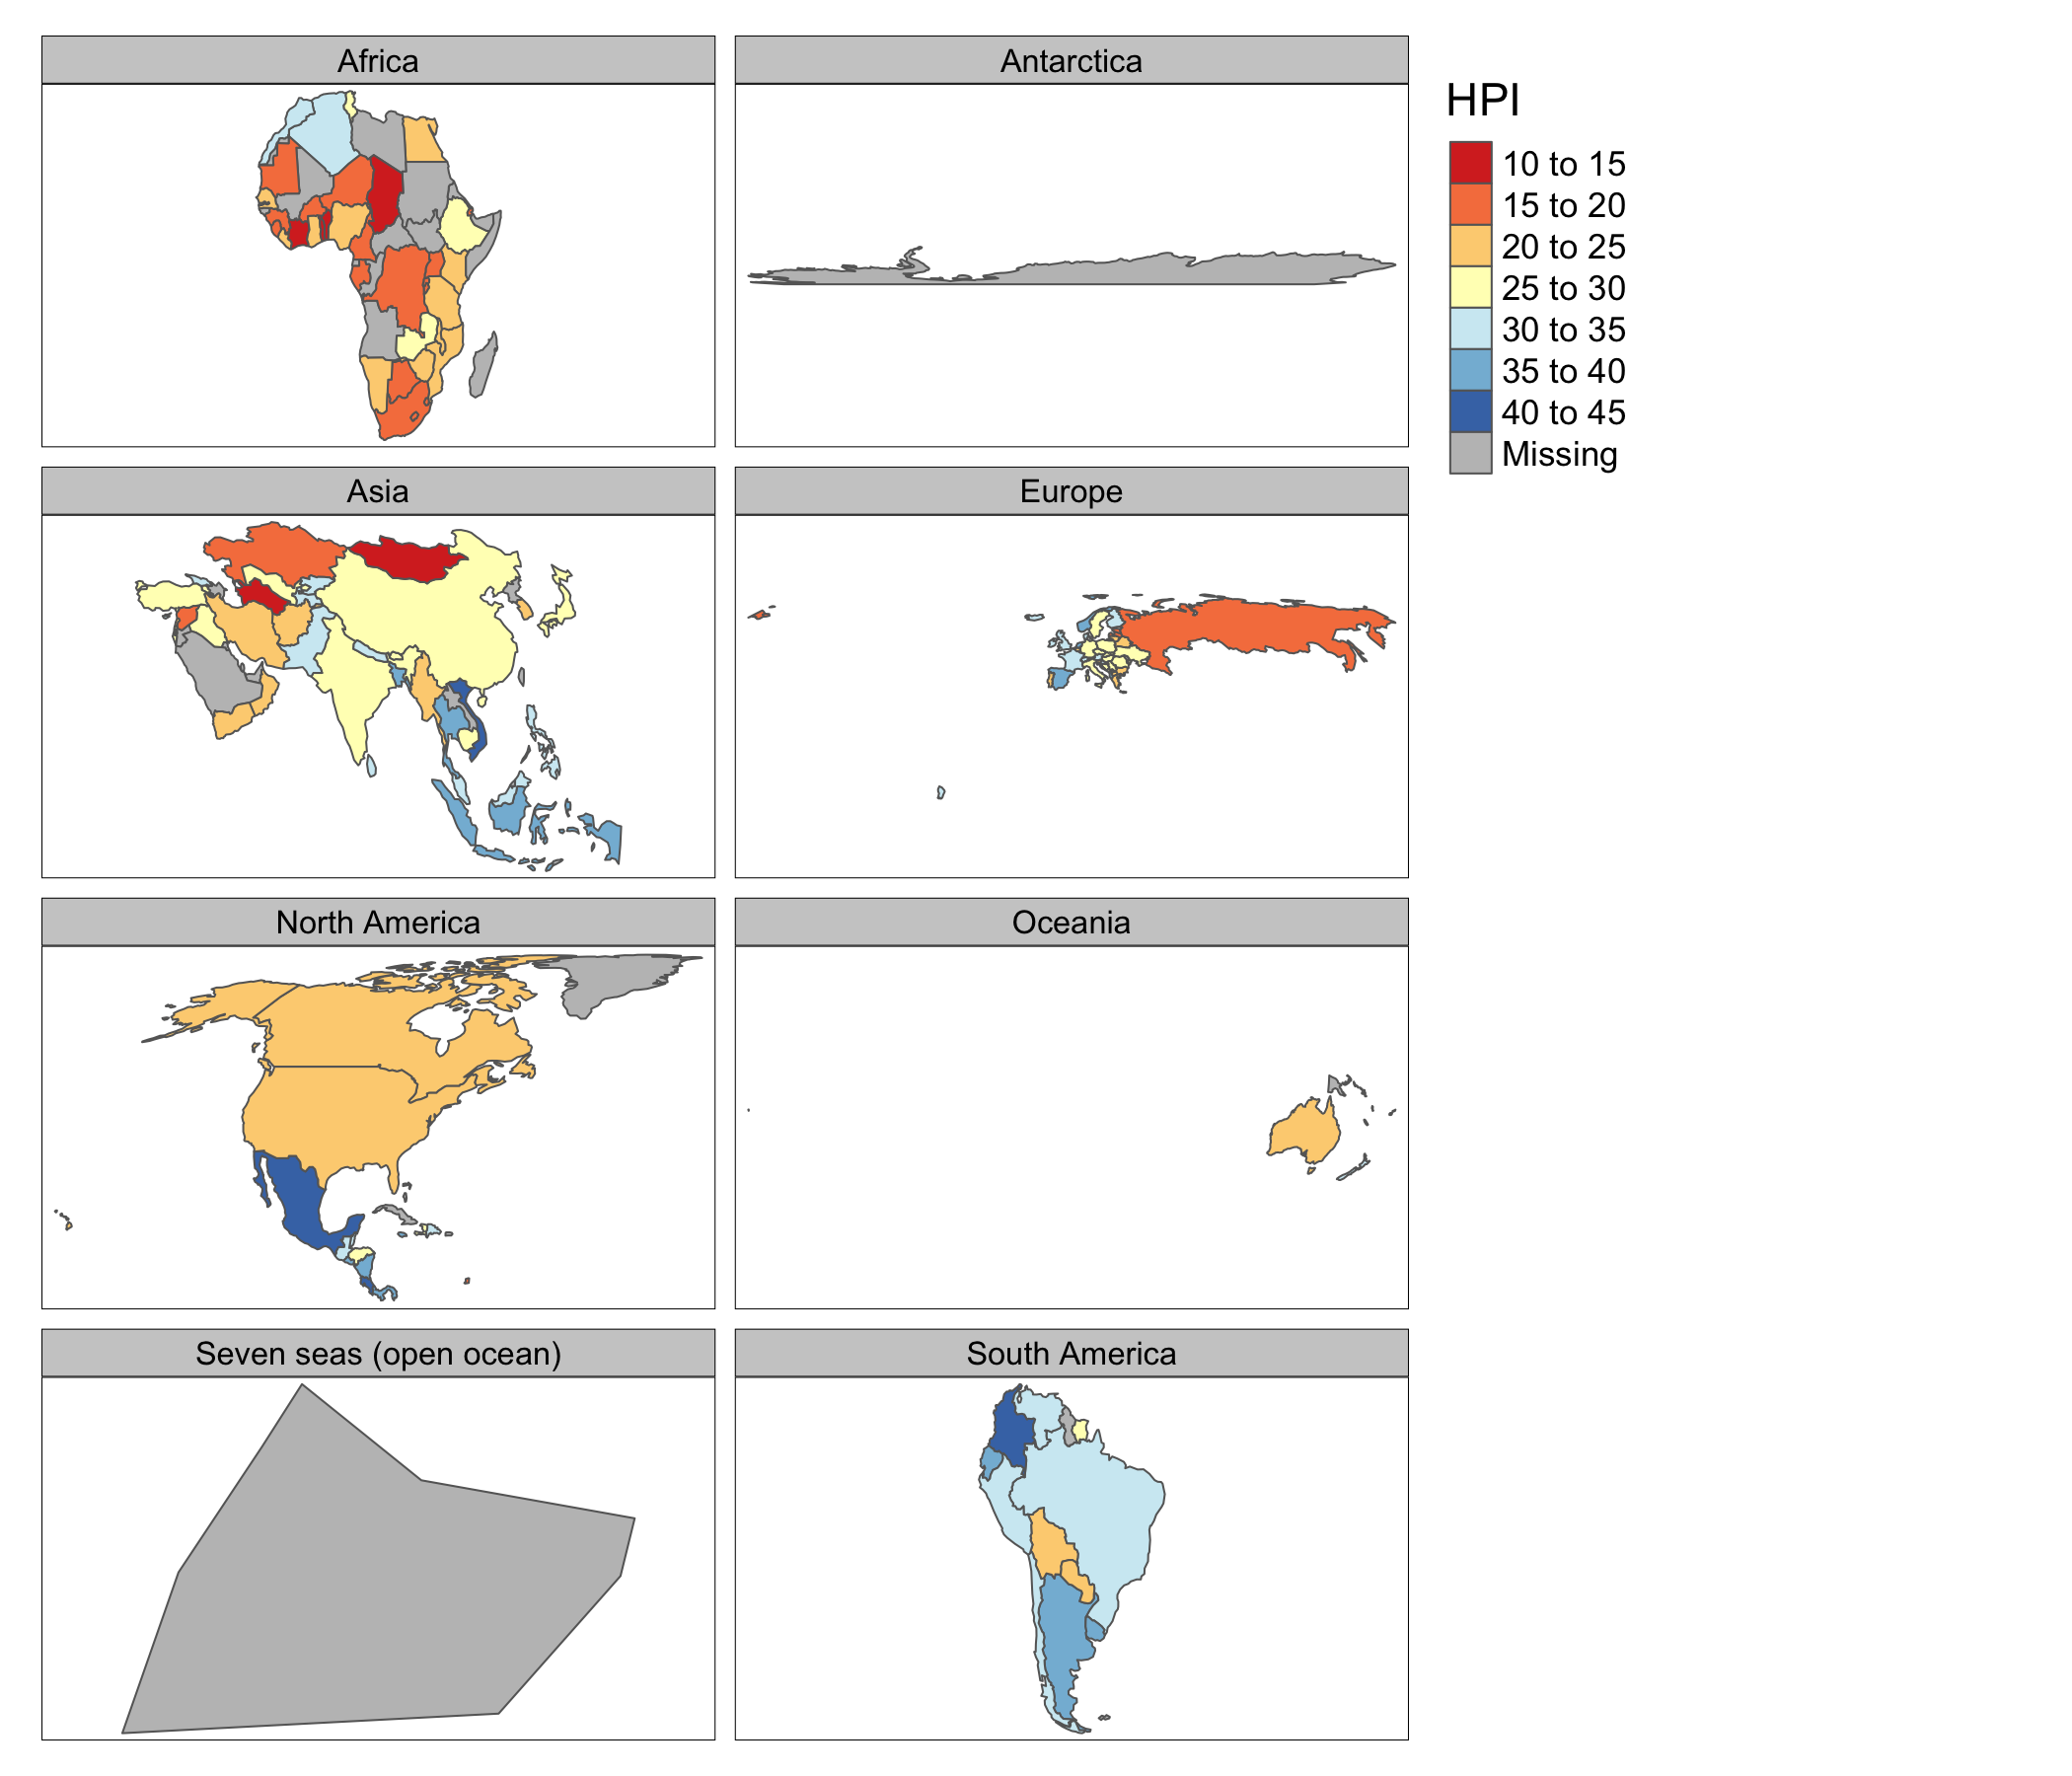 Africa
Antarctica
HPI
10 to 15
15 to 20
20 to 25
25 to 30
30 to 35
35 to 40
40 to 45
Missing
Asia
Europe
North America
Oceania
Seven seas (open ocean)
South America